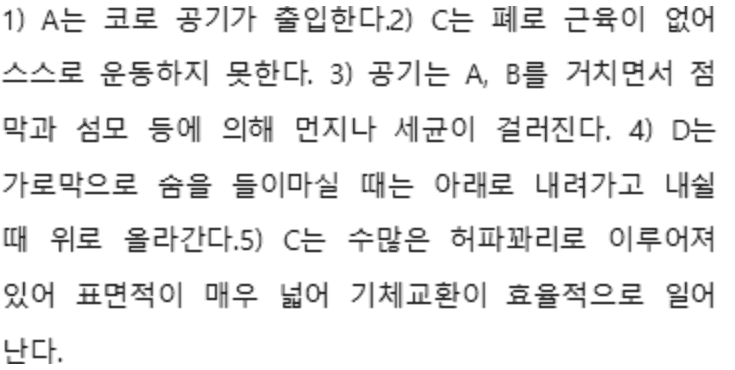 1) A는 코로 공기가 출입한다.2) C는 폐로 근육이 없어
스스로 운동하지 못한다. 3) 공기는 A, B를 거치면서 점
막과 섬모 등에 의해 먼지나 세균이 걸러진다. 4) D는
가로막으로 숨을 들이마실 때는 아래로 내려가고 내쉴
때 위로 올라간다.5) C는 수많은 허파꽈리로 이루어져
있어 표면적이 매우 넓어 기체교환이 효율적으로 일어
난다.